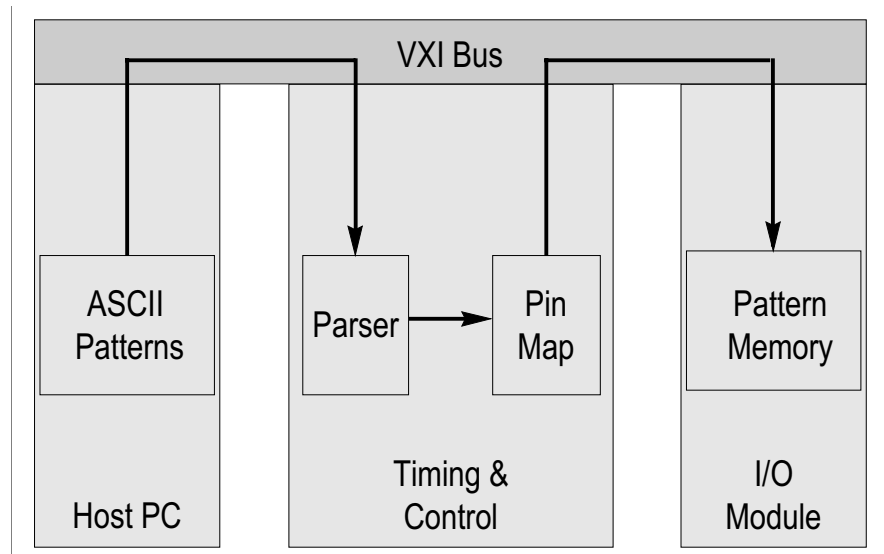 VXI Bus
ASCII
Patterns
Parser
Pin
Map
Pattern
Memory
Host PC
Timing &
Control
I/O
Module